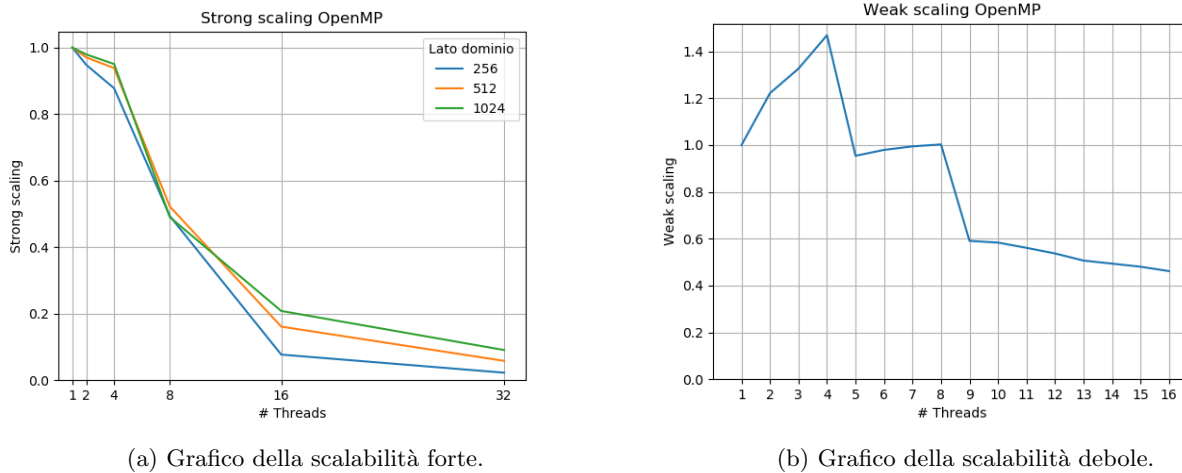 Strong scaling OpenMP
1.0
0.8
0.6
0.4
0.2
0.0
Strong scaling
Lato dominio
256
512
1024
1 2 4 8 16 32
# Threads
(a) Grafico della scalabilità forte.
Weak scaling OpenMP
1.4
1.2
1.0
0.8
0.6
0.4
0.2
0.0
Weak scaling
1 2 3 4 5 6 7 8 9 10 11 12 13 14 15 16
# Threads
(b) Grafico della scalabilità debole.